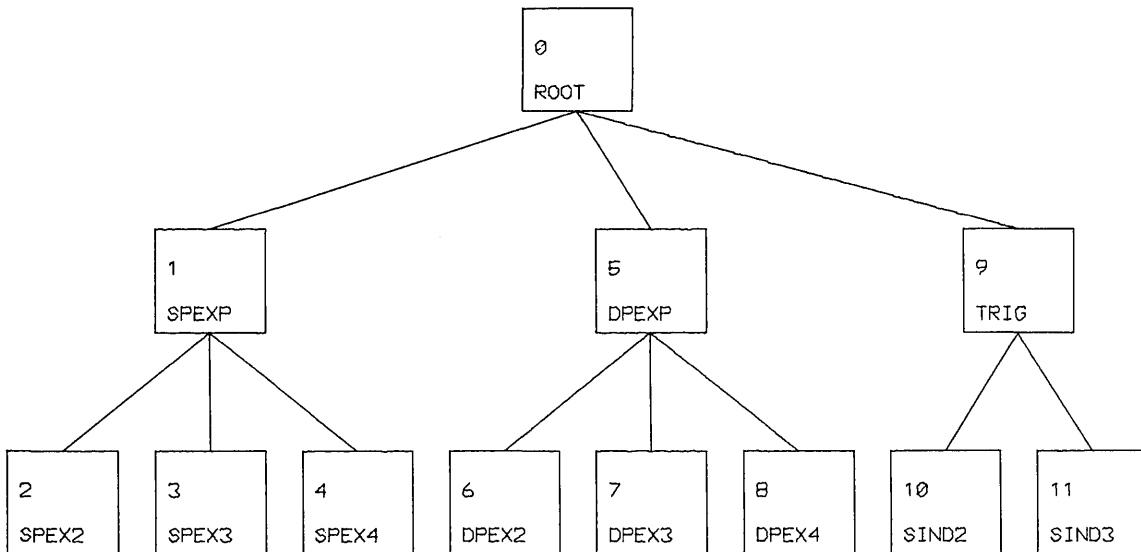 0
ROOT
1
SPEXP
5
DPEXP
9
TRIG
2
SPEX2
3
SPEX3
4
SPEX4
6
DPEX2
7
DPEX3
8
DPEX4
10
SIND2
11
SIND3